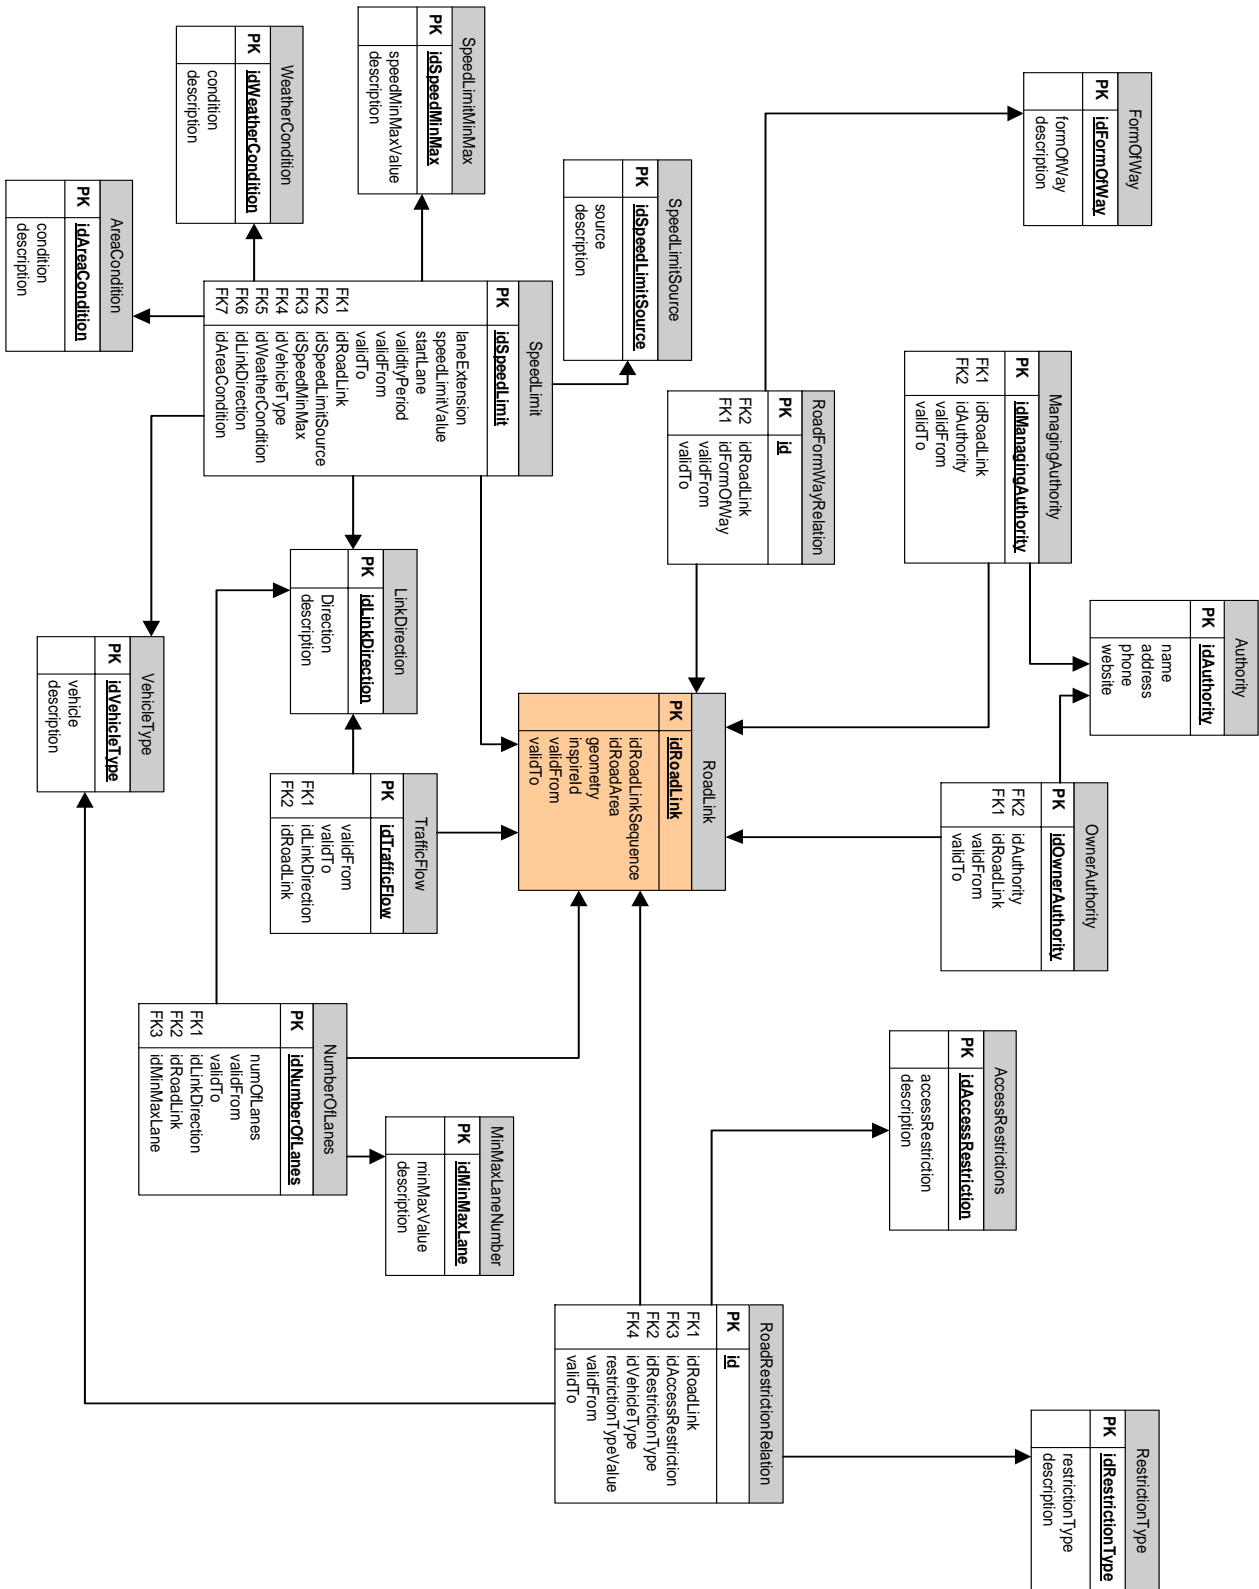 FormOfWay
PK idFormOfWay
formOfWay
description
Authority
PK idAuthority
name
address
phone
website
RestrictionType
PK idRestrictionType
restrictionType
description
ManagingAuthority
PK idManagingAuthority
FK1 idRoadLink
FK2 idAuthority
validFrom
validTo
OwnerAuthority
PK idOwnerAuthority
FK2 idAuthority
FK1 idRoadLink
validFrom
validTo
AccessRestrictions
PK idAccessRestriction
accessRestriction
description
SpeedLimitSource
PK idSpeedLimitSource
source
description
RoadFormWayRelation
PK id
FK2 idRoadLink
FK1 idFormOfWay
validFrom
validTo
RoadLink
PK idRoadLink
idRoadLinkSequence
idRoadArea
geometry
inspireId
validFrom
validTo
RoadRestrictionRelation
PK id
FK1 idRoadLink
FK3 idAccessRestriction
FK2 idRestrictionType
FK4 idVehicleType
restrictionTypeValue
validFrom
validTo
SpeedLimitMinMax
PK idSpeedMinMax
speedMinMaxValue
description
SpeedLimit
PK idSpeedLimit
laneExtension
speedLimitValue
startLane
validityPeriod
validFrom
validTo
FK1 idRoadLink
FK2 idSpeedLimitSource
FK3 idSpeedMinMax
FK4 idVehicleType
FK5 idWeatherCondition
FK6 idLinkDirection
FK7 idAreaCondition
LinkDirection
PK idLinkDirection
Direction
description
TrafficFlow
PK idTrafficFlow
validFrom
validTo
FK1 idLinkDirection
FK2 idRoadLink
MinMaxLaneNumber
PK idMinMaxLane
minMaxValue
description
WeatherCondition
PK idWeatherCondition
condition
description
NumberOfLanes
PK idNumberOfLanes
numOfLanes
validFrom
validTo
FK1 idLinkDirection
FK2 idRoadLink
FK3 idMinMaxLane
AreaCondition
PK idAreaCondition
condition
description
VehicleType
PK idVehicleType
vehicle
description